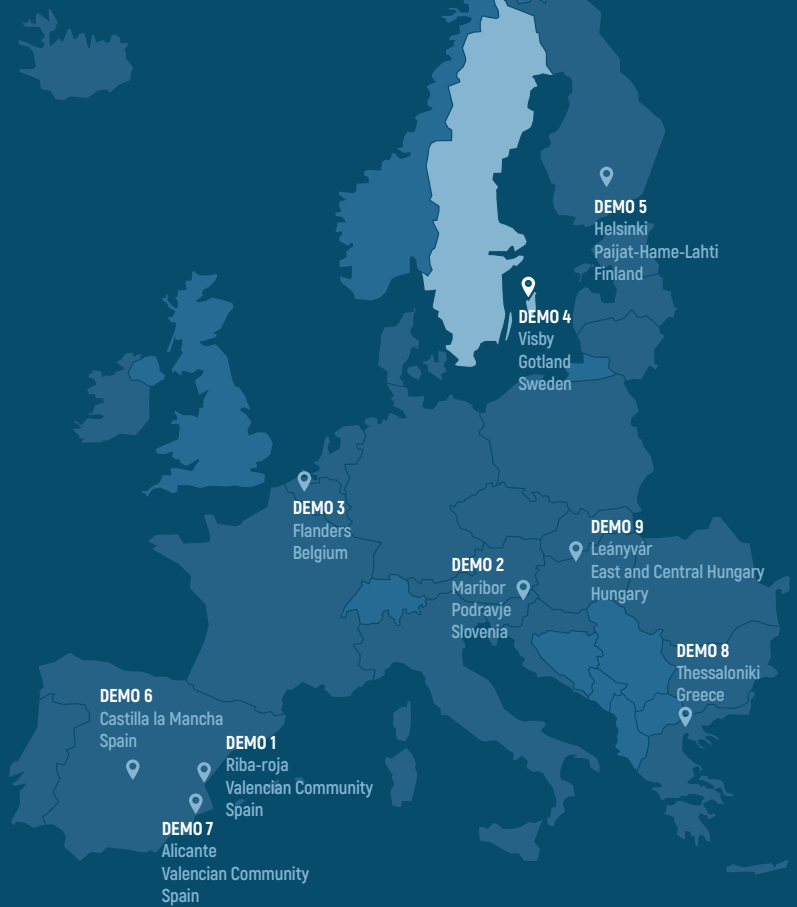 DEMO 5
Helsinki
Paijat-Hame-Lahti
Finland
DEMO 4
Visby
Gotland
Sweden
DEMO 3
Flanders
Belgium
DEMO 9
Leányvár
East and Central Hungary
Hungary
DEMO 2
Maribor
Podravje
Slovenia
DEMO 8
Thessaloniki
Greece
DEMO 6
Castilla la Mancha
Spain
DEMO 1
Riba-roja
Valencian Community
Spain
DEMO 7
Alicante
Valencian Community
Spain